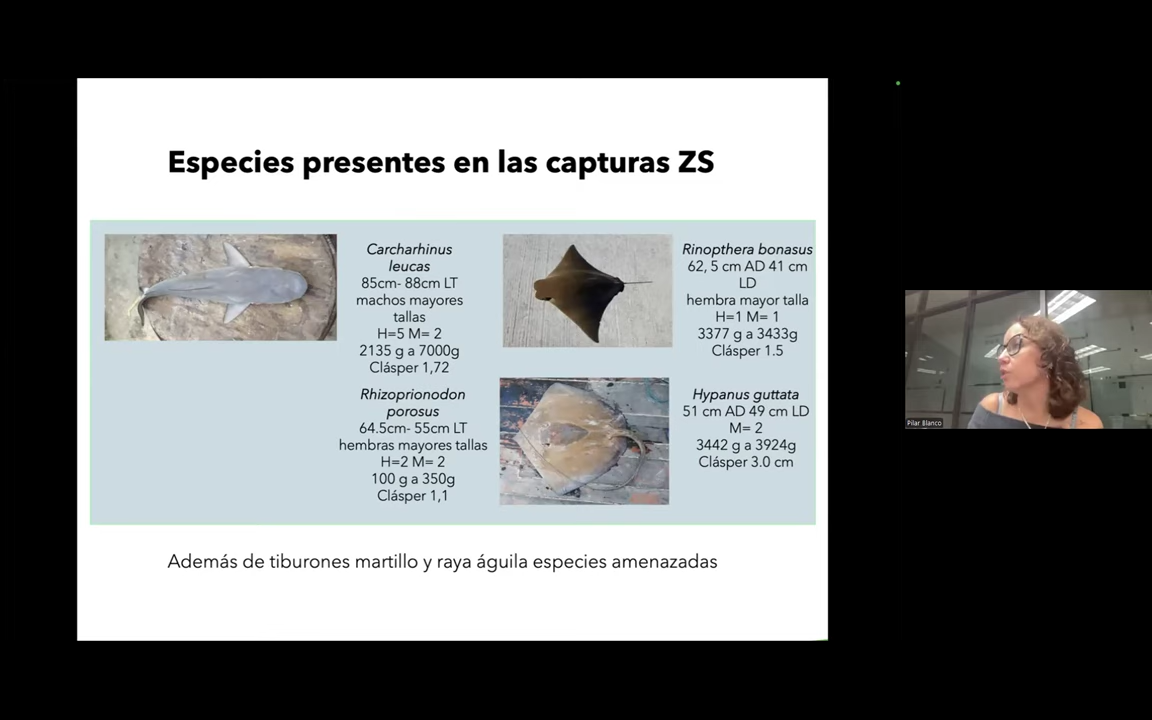 Especies presentes en las capturas ZS
Carcharhinus
leucas
85cm- 88cm LT
machos mayores
tallas
H=5 M= 2
2135 g a 7000g
Clásper 1,72
Rhizoprionodon
porosus
64.5cm- 55cm LT
hembras mayores tallas
H=2 M= 2
100 g a 350g
Clásper 1,1
Rinopthera bonasus
62, 5 cm AD 41 cm
LD
hembra mayor talla
H=1 M= 1
3377 g a 3433g
Clásper 1.5
Hypanus guttata
51 cm AD 49 cm LD
M= 2
3442 g a 3924g
Clásper 3.0 cm
Además de tiburones martillo y raya águila especies amenazadas
Pilar Blanco